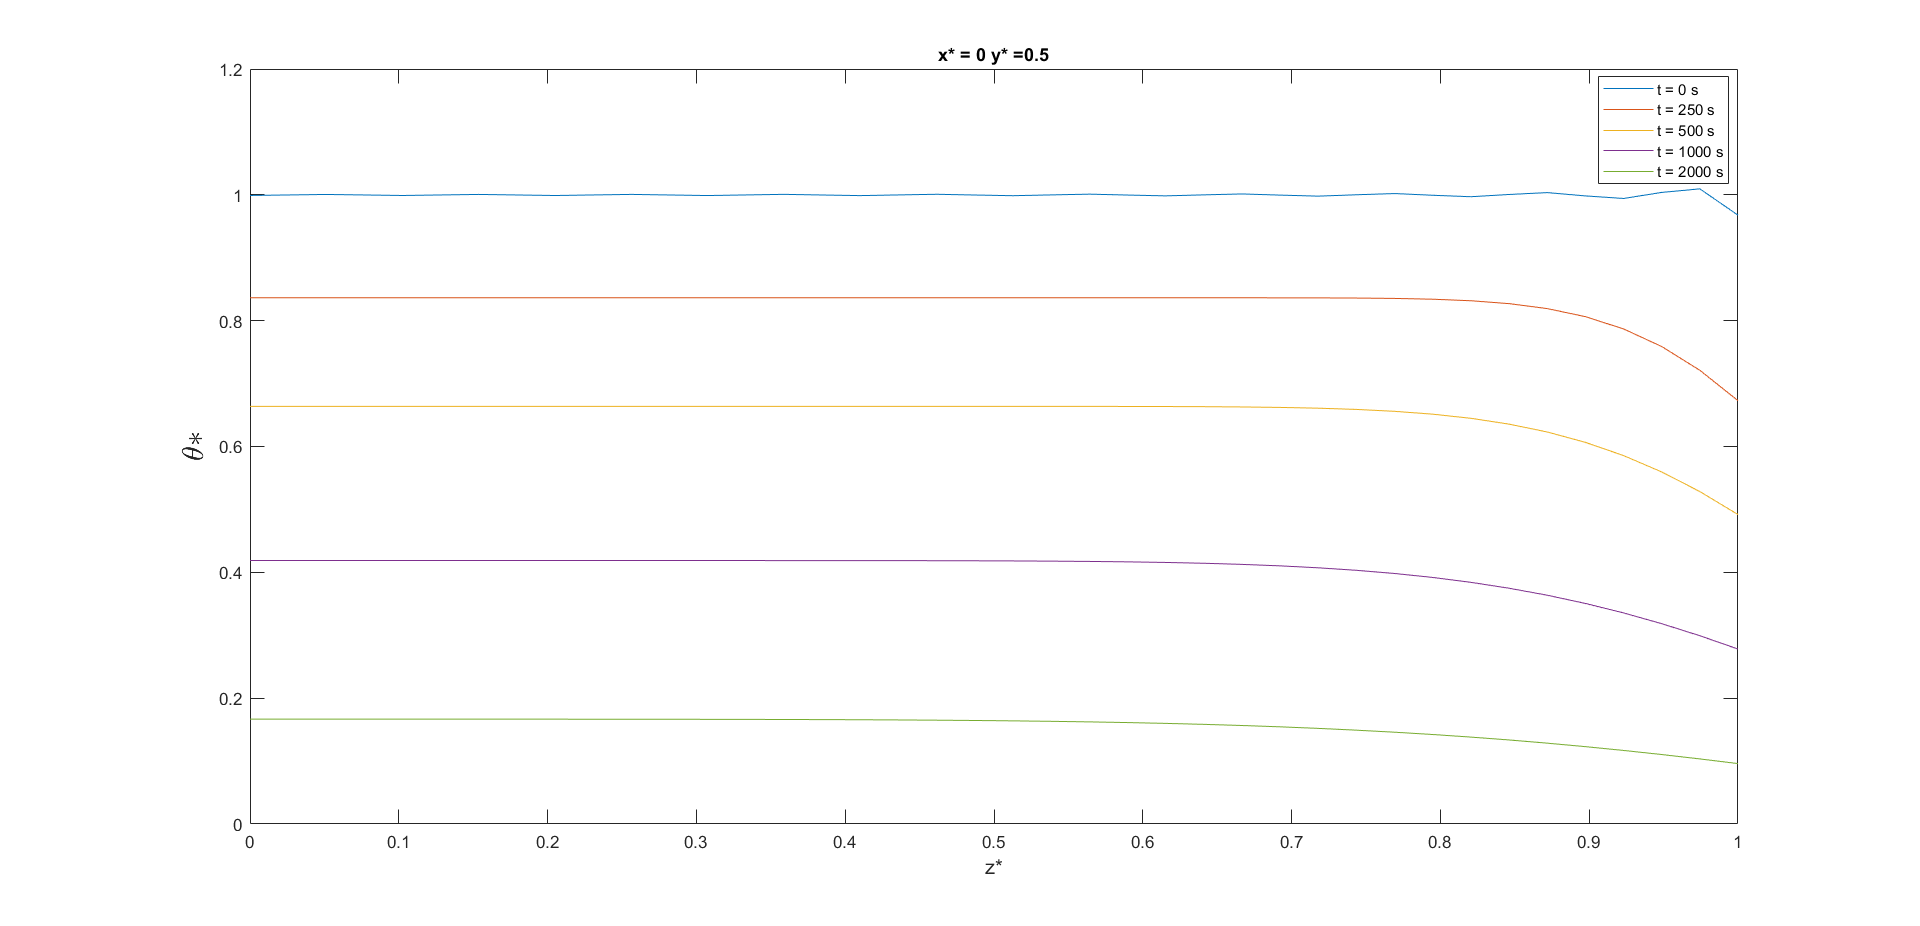 x* = 0 y* =0.5
1.2
1
0.8
0.6
0.4
0.2
0
θ*
t = 0 s
t = 250 s
t = 500 s
t = 1000 s
t = 2000 s
0 0.1 0.2 0.3 0.4 0.5 0.6 0.7 0.8 0.9 1
z*